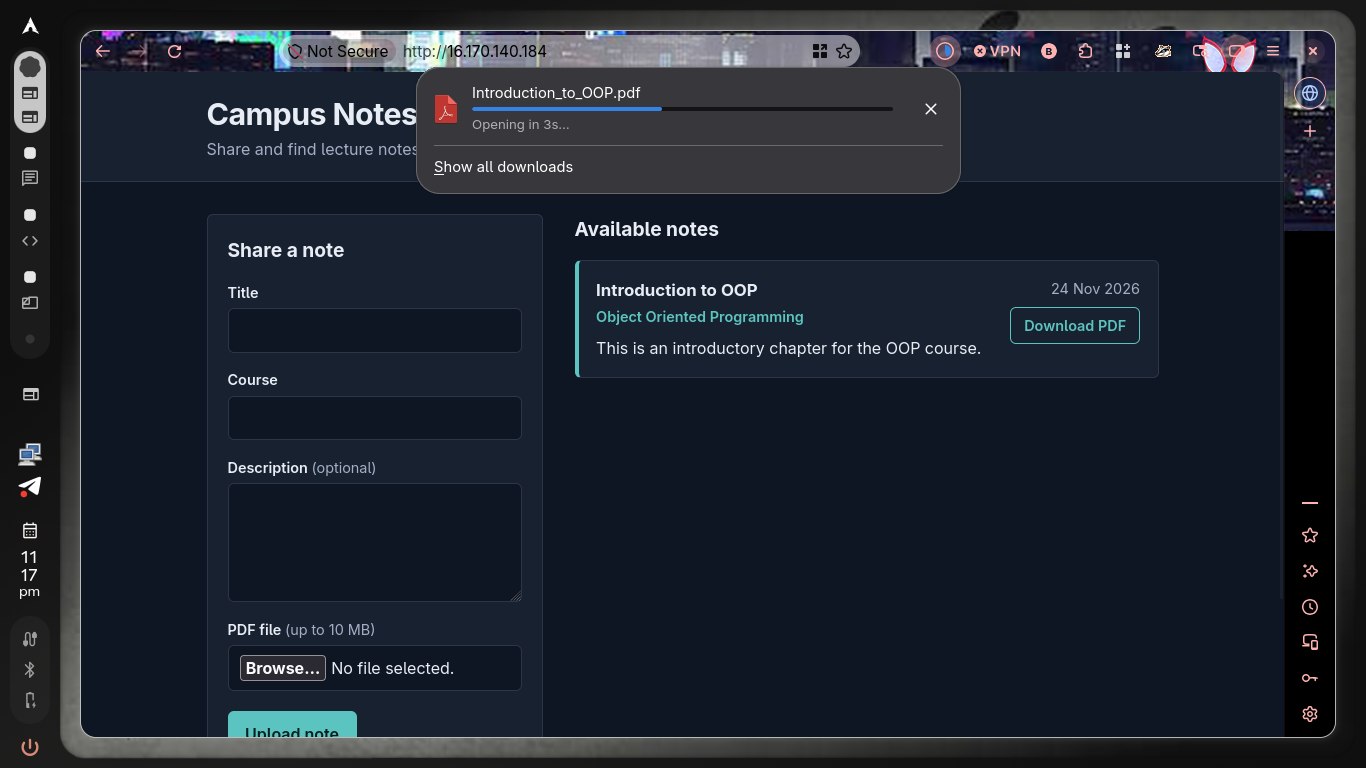 Not Secure http://16.170.140.184
VPN
B
Introduction_to_OOP.pdf
Opening in 3s...
Show all downloads
Campus Notes
Share and find lecture notes
Share a note
Title
Course
Description (optional)
PDF file (up to 10 MB)
Browse... No file selected.
Upload note
Available notes
Introduction to OOP
24 Nov 2026
Object Oriented Programming
Download PDF
This is an introductory chapter for the OOP course.
11
17
pm